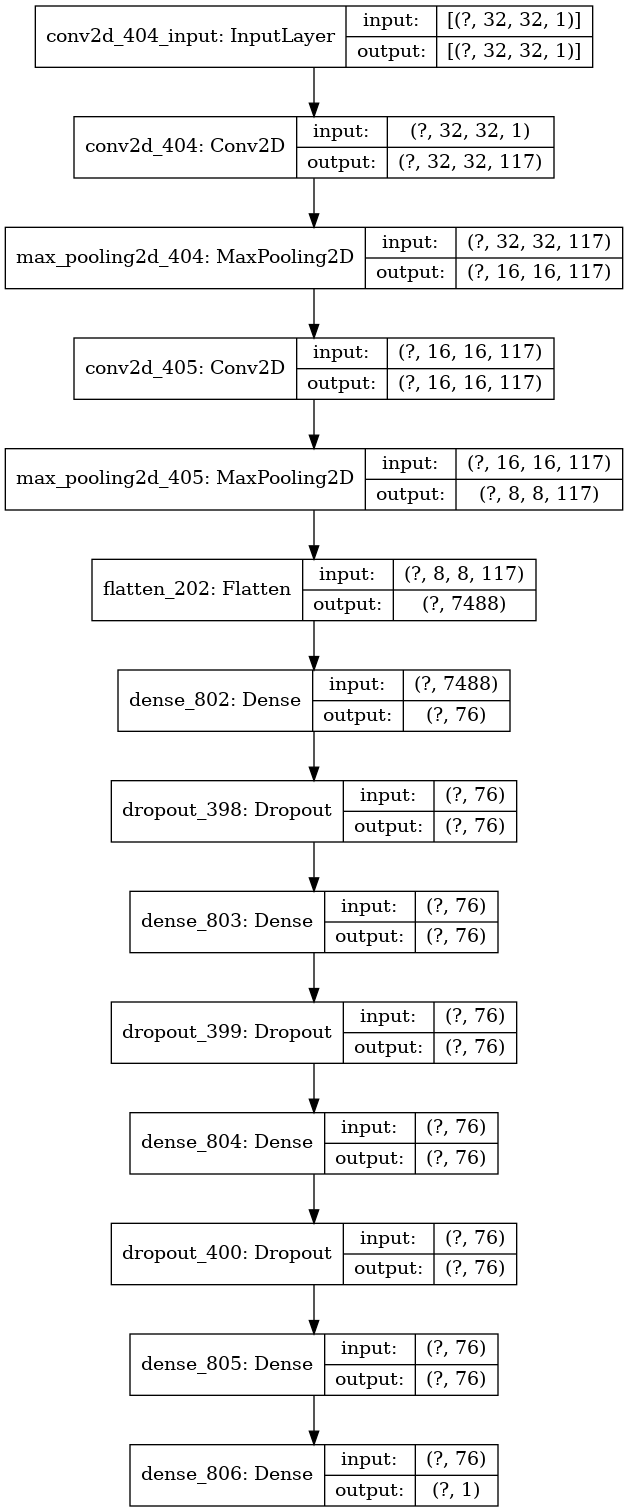 conv2d_404_input: InputLayer
input: [(?, 32, 32, 1)]
output: [(?, 32, 32, 1)]
conv2d_404: Conv2D
input: (?, 32, 32, 1)
output: (?, 32, 32, 117)
max_pooling2d_404: MaxPooling2D
input: (?, 32, 32, 117)
output: (?, 16, 16, 117)
conv2d_405: Conv2D
input: (?, 16, 16, 117)
output: (?, 16, 16, 117)
max_pooling2d_405: MaxPooling2D
input: (?, 16, 16, 117)
output: (?, 8, 8, 117)
flatten_202: Flatten
input: (?, 8, 8, 117)
output: (?, 7488)
dense_802: Dense
input: (?, 7488)
output: (?, 76)
dropout_398: Dropout
input: (?, 76)
output: (?, 76)
dense_803: Dense
input: (?, 76)
output: (?, 76)
dropout_399: Dropout
input: (?, 76)
output: (?, 76)
dense_804: Dense
input: (?, 76)
output: (?, 76)
dropout_400: Dropout
input: (?, 76)
output: (?, 76)
dense_805: Dense
input: (?, 76)
output: (?, 76)
dense_806: Dense
input: (?, 76)
output: (?, 1)